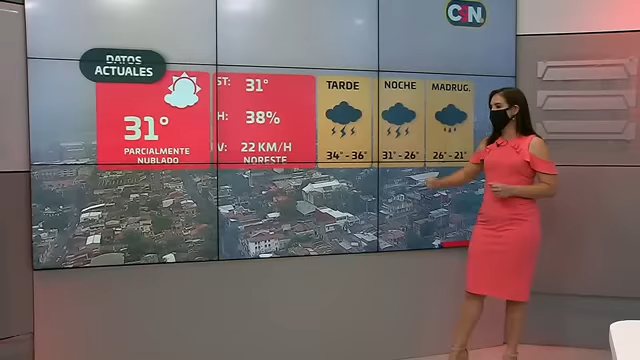 C9N
DATOS
ACTUALES
31°
PARCIALMENTE
NUBLADO
ST: 31°
H: 38%
V: 22 KM/H
NORESTE
TARDE
34° - 36°
NOCHE
31° - 26°
MADRUG.
26° - 21°